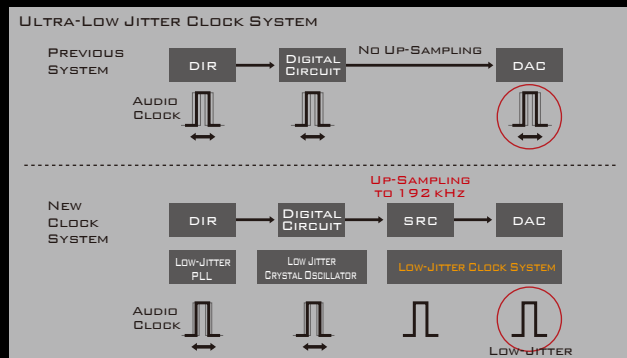 Ultra-Low Jitter Clock System
Previous
System
DIR
Digital
Circuit
No Up-Sampling
DAC
Audio
Clock
Up-Sampling
to 192 kHz
New
Clock
System
DIR
Digital
Circuit
SRC
DAC
Low-Jitter
PLL
Low Jitter
Crystal Oscillator
Low-Jitter Clock System
Audio
Clock
Low-Jitter